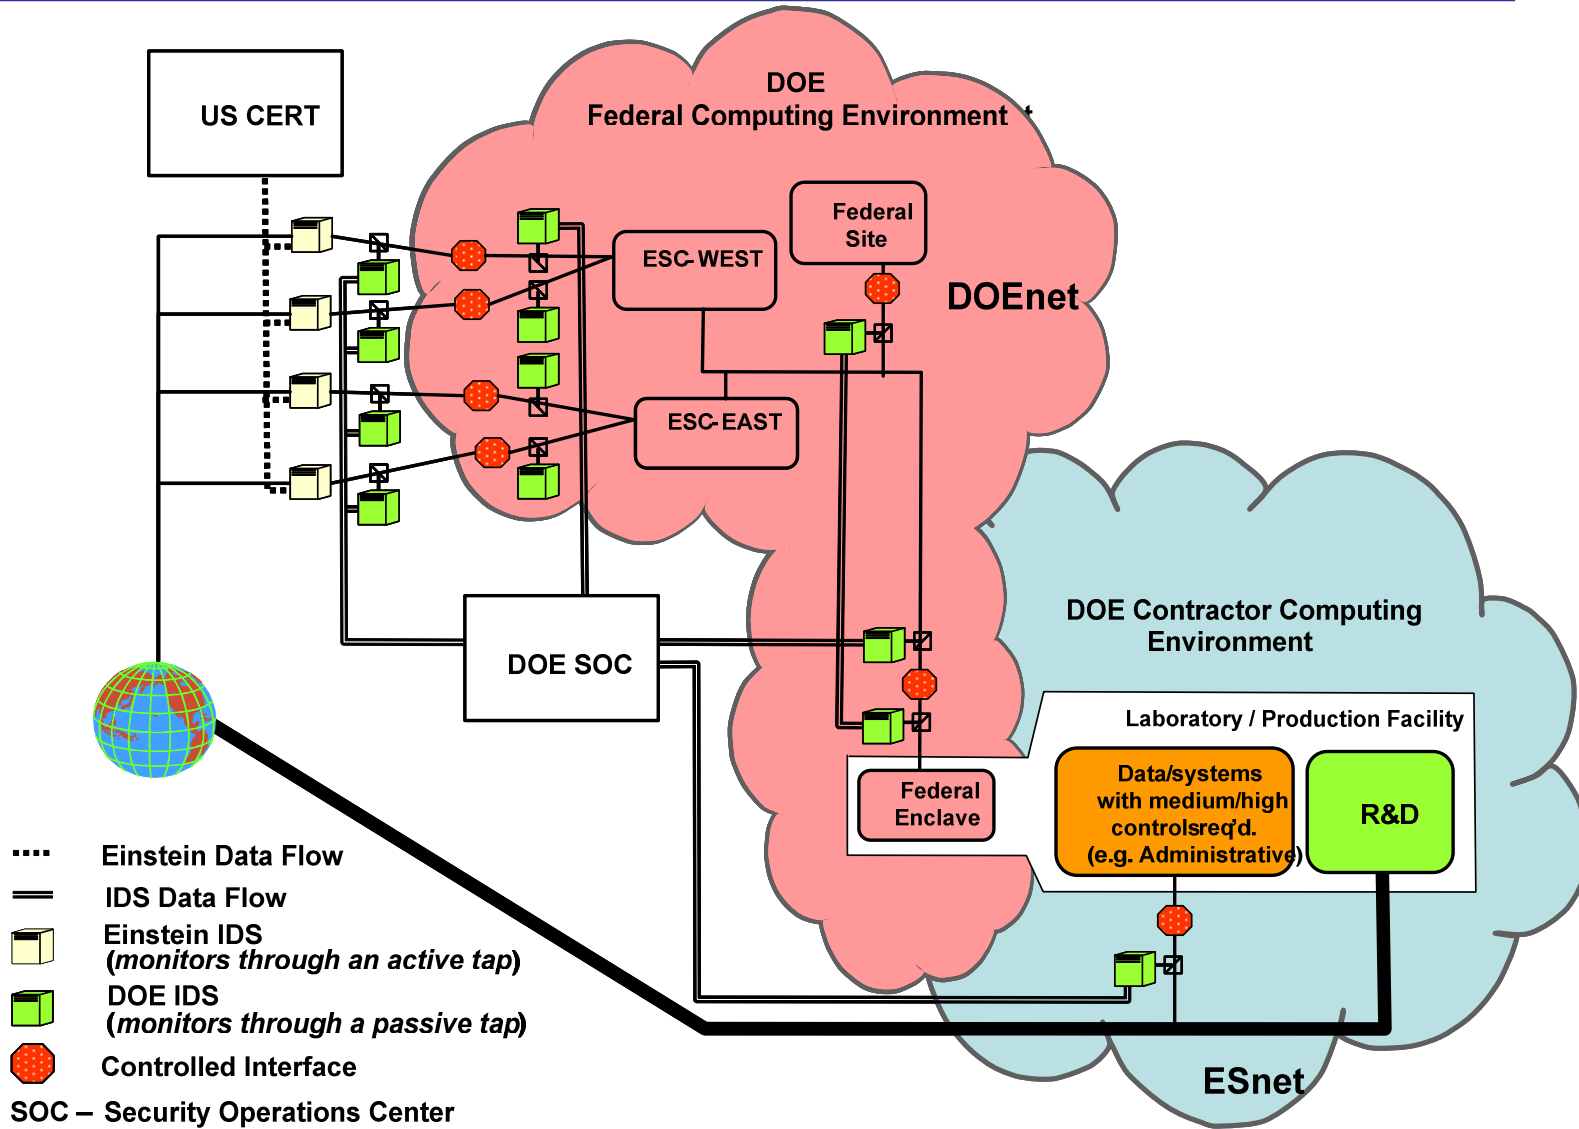 US CERT
DOE
Federal Computing Environment
Federal
Site
ESC-WEST
DOEnet
ESC-EAST
DOE Contractor Computing
Environment
DOE SOC
Laboratory / Production Facility
Data/systems
with medium/high
controlsreq'd.
(e.g. Administrative)
R&D
Federal
Enclave
ESnet
Einstein Data Flow
IDS Data Flow
Einstein IDS
(monitors through an active tap)
DOE IDS
(monitors through a passive tap)
Controlled Interface
SOC – Security Operations Center